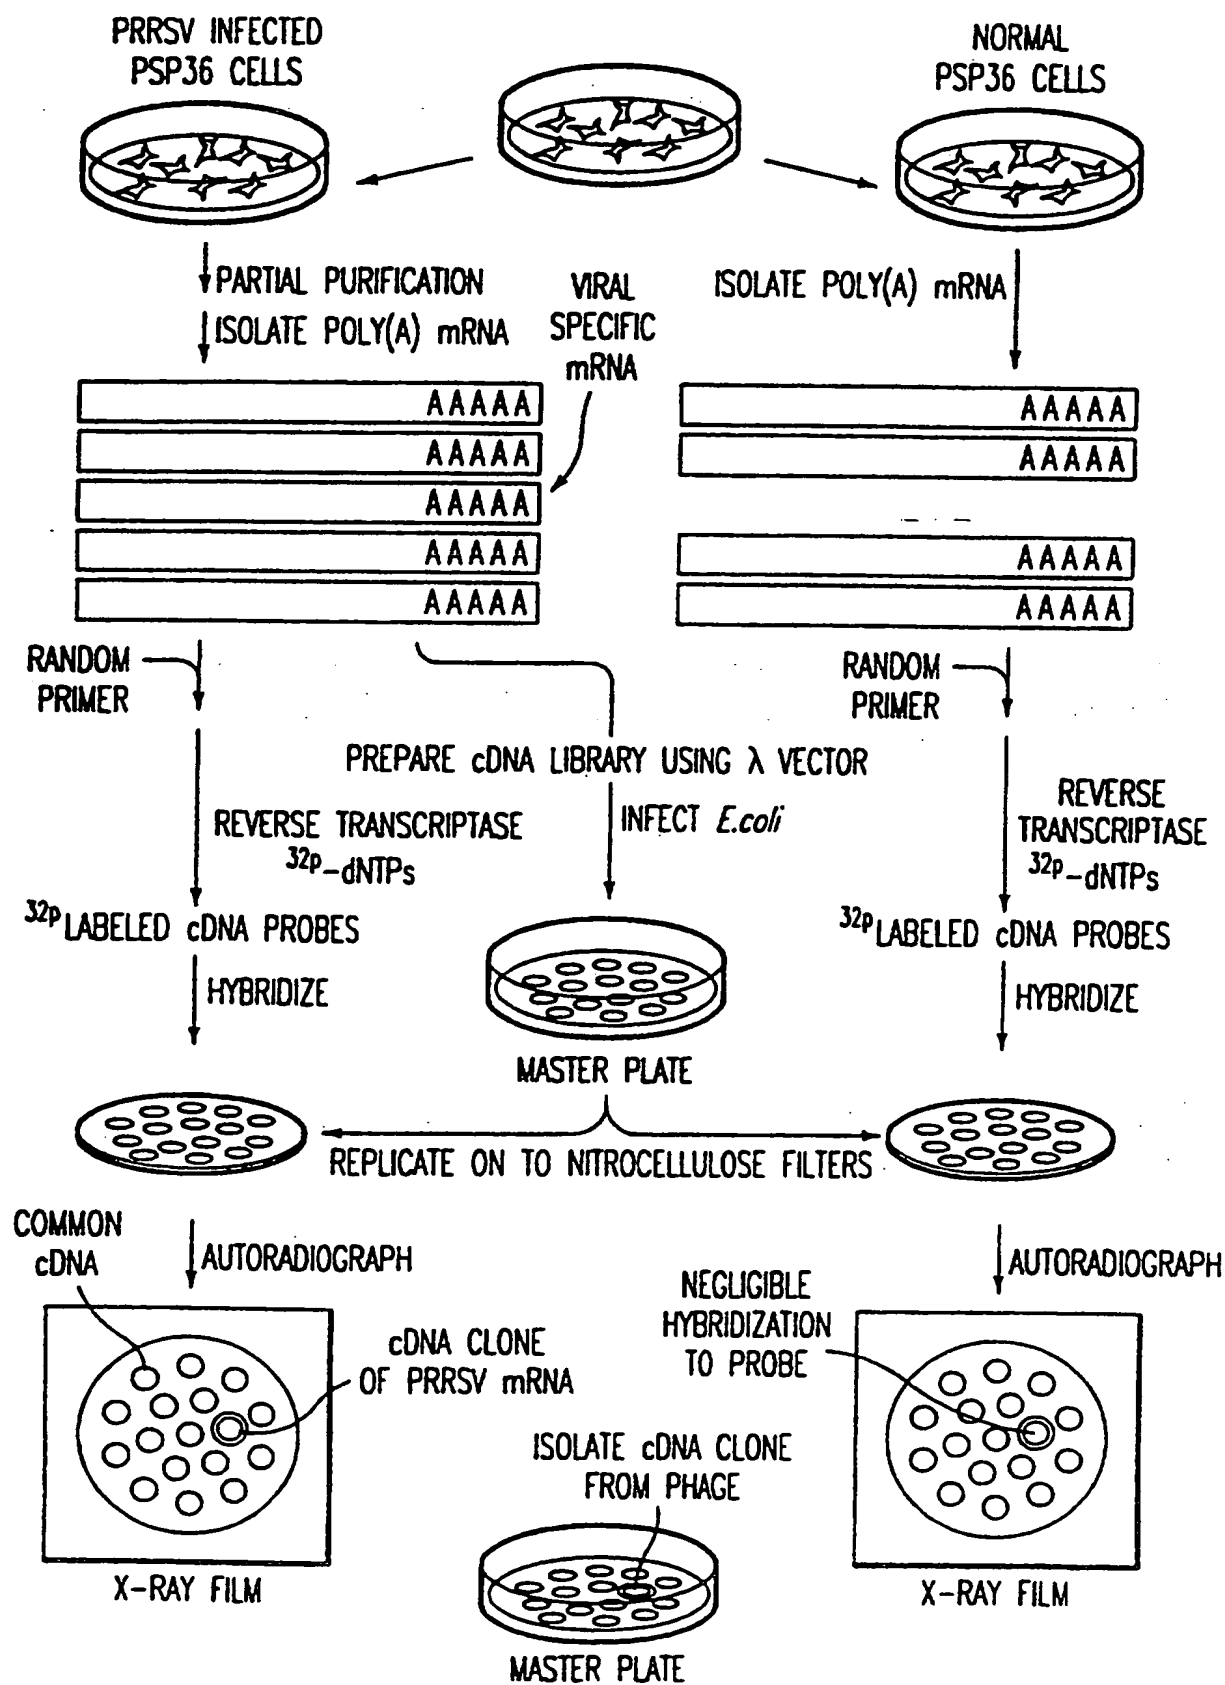 PRRSV INFECTED
PSP36 CELLS
NORMAL
PSP36 CELLS
PARTIAL PURIFICATION
ISOLATE POLY(A) mRNA
VIRAL
SPECIFIC
mRNA
ISOLATE POLY(A) mRNA
AAAAA
AAAAA
AAAAA
AAAAA
AAAAA
AAAAA
AAAAA
AAAAA
AAAAA
RANDOM
PRIMER
RANDOM
PRIMER
PREPARE cDNA LIBRARY USING λ VECTOR
INFECT E.coli
REVERSE TRANSCRIPTASE
32P-dNTPs
REVERSE
TRANSCRIPTASE
32P-dNTPs
32P LABELED cDNA PROBES
32P LABELED cDNA PROBES
HYBRIDIZE
HYBRIDIZE
MASTER PLATE
REPLICATE ON TO NITROCELLULOSE FILTERS
COMMON
cDNA
AUTORADIOGRAPH
AUTORADIOGRAPH
NEGLIGIBLE
HYBRIDIZATION
TO PROBE
cDNA CLONE
OF PRRSV mRNA
ISOLATE cDNA CLONE
FROM PHAGE
X-RAY FILM
X-RAY FILM
MASTER PLATE